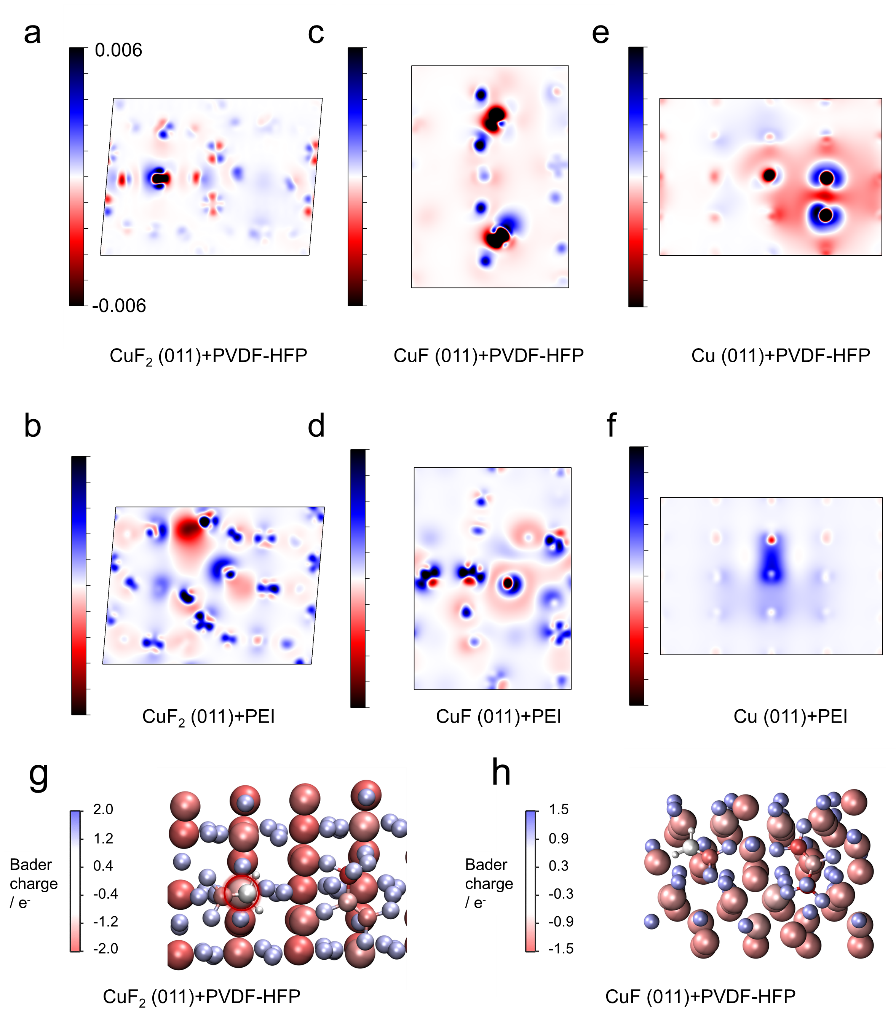 a
c
e
0.006
-0.006
CuF₂ (011)+PVDF-HFP
CuF (011)+PVDF-HFP
Cu (011)+PVDF-HFP
b
d
f
CuF₂ (011)+PEI
CuF (011)+PEI
Cu (011)+PEI
g
h
2.0
1.2
0.4
-0.4
-1.2
-2.0
Bader
charge
/ e⁻
1.5
0.9
0.3
-0.3
-0.9
-1.5
Bader
charge
/ e⁻
CuF₂ (011)+PVDF-HFP
CuF (011)+PVDF-HFP